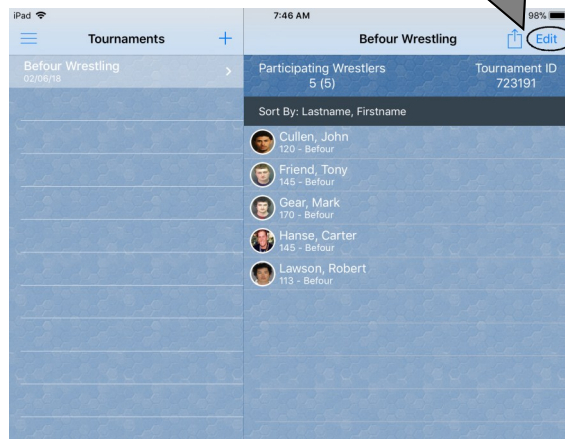 iPad 7:46 AM 98%
Tournaments + Befour Wrestling Edit
Befour Wrestling
02/06/18
Participating Wrestlers
5 (5)
Tournament ID
723191
Sort By: Lastname, Firstname
Cullen, John
120 - Befour
Friend, Tony
145 - Befour
Gear, Mark
170 - Befour
Hanse, Carter
145 - Befour
Lawson, Robert
113 - Befour